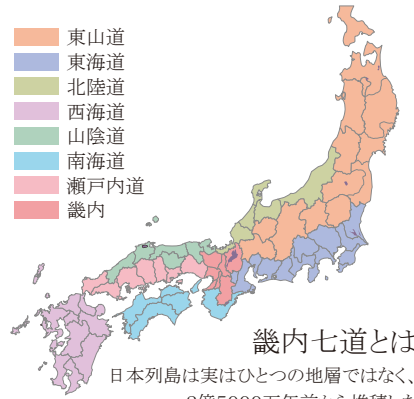 東山道
東海道
北陸道
西海道
山陰道
南海道
瀬戸内道
畿内
畿内七道とは
日本列島は実はひとつの地層ではなく、